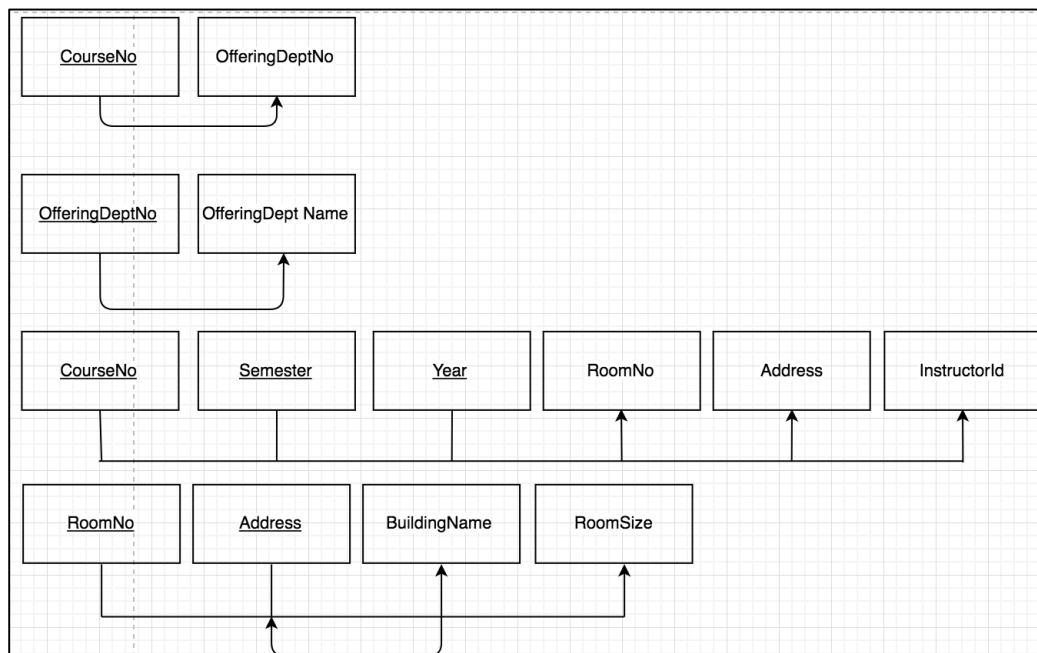 CourseNo OfferingDeptNo
OfferingDeptNo OfferingDept Name
CourseNo Semester Year RoomNo Address InstructorId
RoomNo Address BuildingName RoomSize